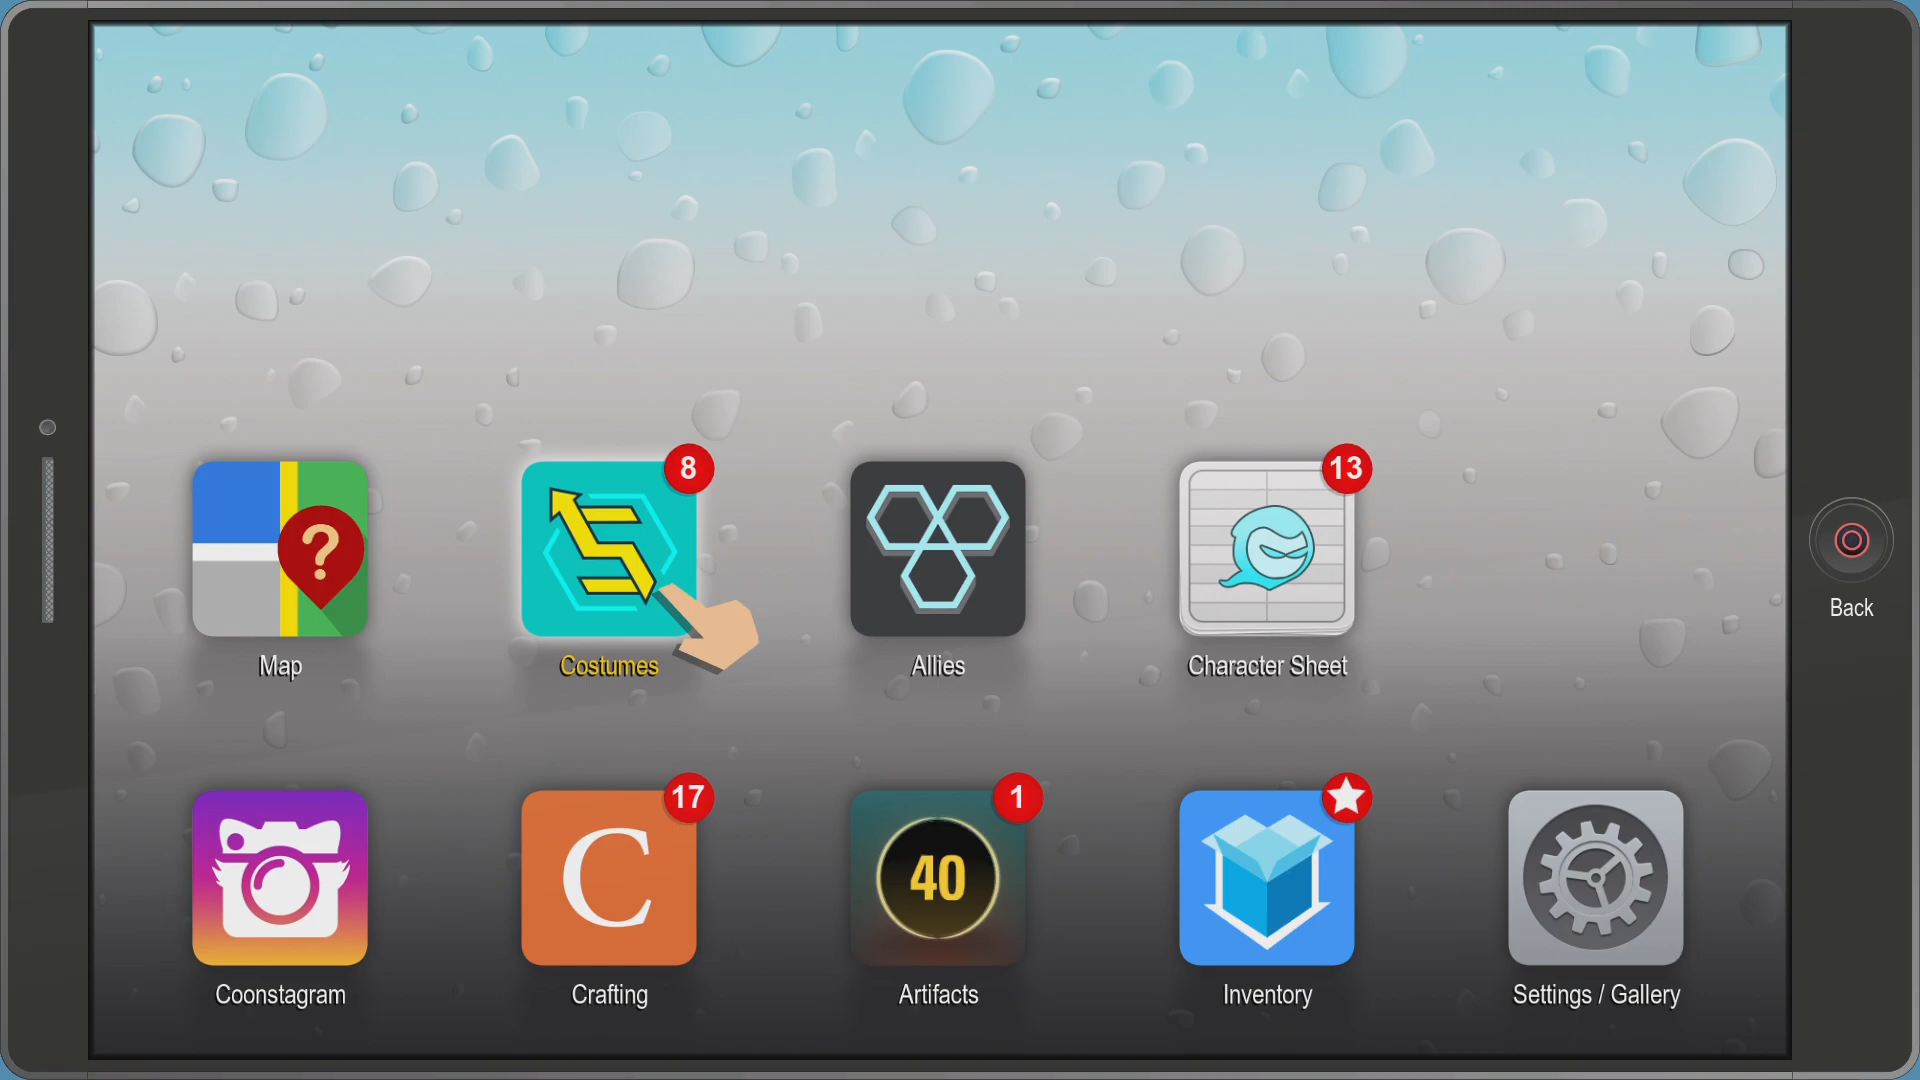 8
13
?
Back
Map
Costumes
Allies
Character Sheet
17
1
C
40
Coonstagram
Crafting
Artifacts
Inventory
Settings / Gallery